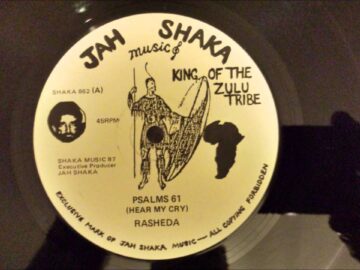 JAH SHAKA
music
KING OF THE
ZULU
TRIBE
SHAKA 862 (A)
45RPM
SHAKA MUSIC 87
Executive Producer
JAH SHAKA
PSALMS 61
(HEAR MY CRY)
RASHEDA
EXCLUSIVE MARK OF JAH SHAKA MUSIC — ALL COPYING FORBIDDEN